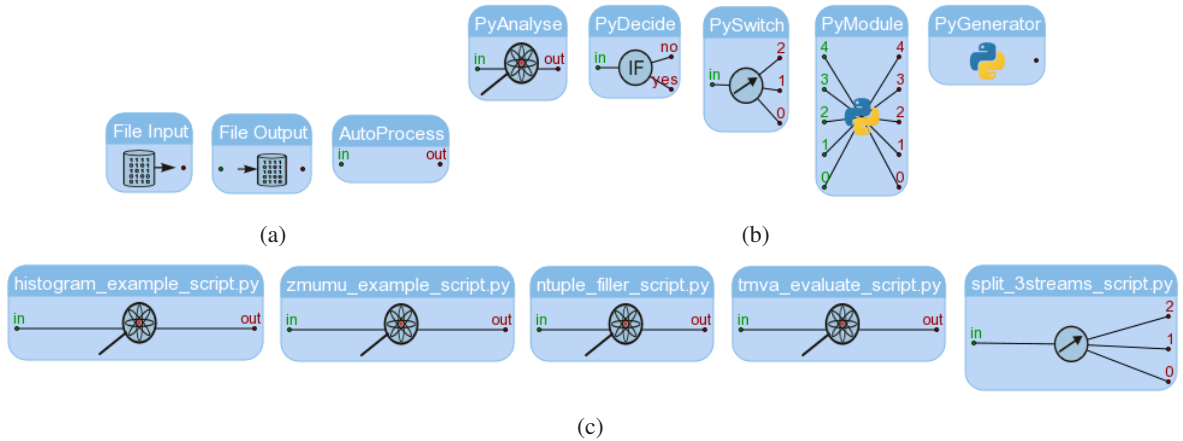 PyAnalyse
in out
PyDecide
in no
IF
yes
PySwitch
2
in 1
0
PyModule
4 4
3 3
2 2
1 1
0 0
PyGenerator
File Input
File Output
AutoProcess
in out
(a)
(b)
histogram_example_script.py
in out
zmumu_example_script.py
in out
ntuple_filler_script.py
in out
tmva_evaluate_script.py
in out
split_3streams_script.py
2
in 1
0
(c)